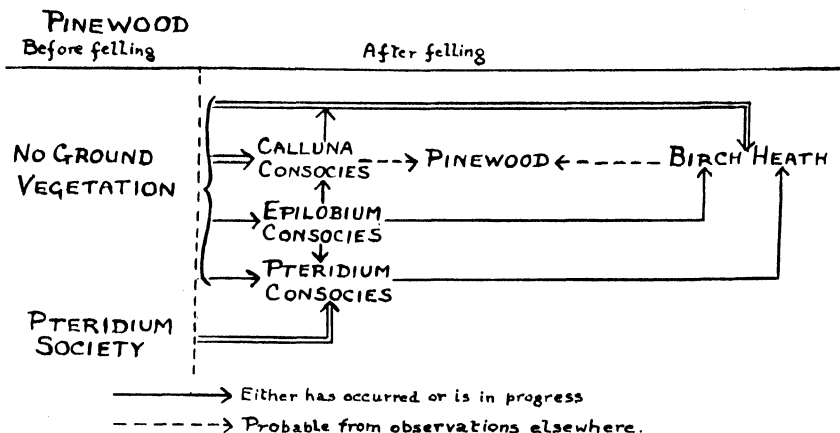 PINEWOOD
Before felling
After felling
NO GROUND
VEGETATION
CALLUNA
CONSOCIES
PINEWOOD
BIRCH HEATH
EPILOBIUM
CONSOCIES
PTERIDIUM
CONSOCIES
PTERIDIUM
SOCIETY
Either has occurred or is in progress
Probable from observations elsewhere.